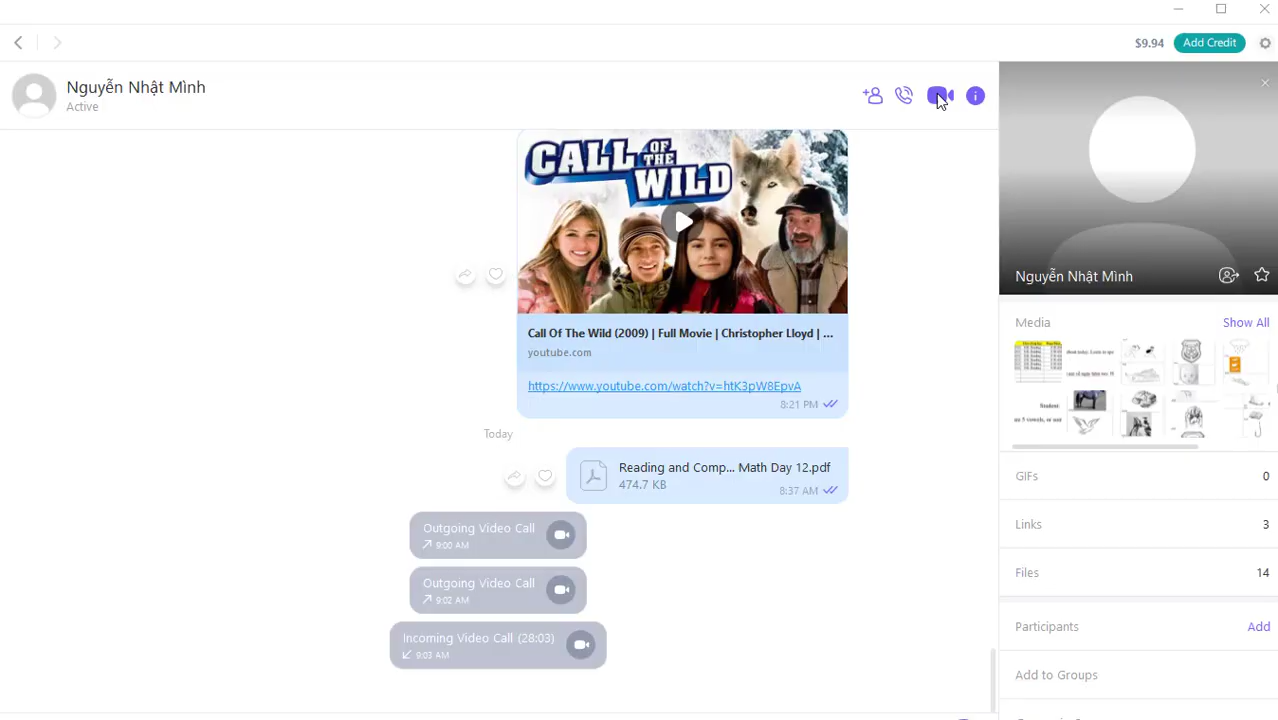 $9.94 Add Credit
Nguyễn Nhật Mình
Active
CALL OF THE WILD
Call Of The Wild (2009) | Full Movie | Christopher Lloyd | ...
youtube.com
https://www.youtube.com/watch?v=htK3pW8EpvA
8:21 PM
Today
Reading and Comp... Math Day 12.pdf
474.7 KB
8:37 AM
Outgoing Video Call
9:00 AM
Outgoing Video Call
9:02 AM
Incoming Video Call (28:03)
9:03 AM
Nguyễn Nhật Mình
Media Show All
Student:
GIFs 0
Links 3
Files 14
Participants Add
Add to Groups